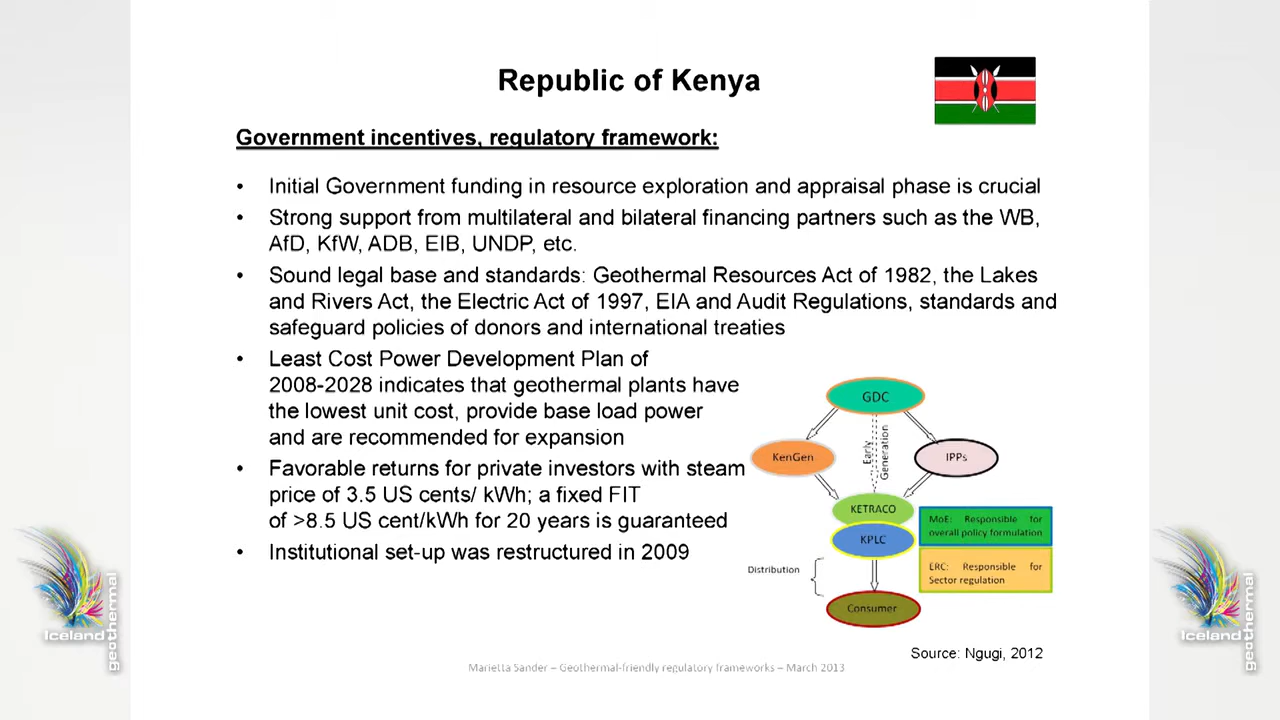 Republic of Kenya
Government incentives, regulatory framework:
• Initial Government funding in resource exploration and appraisal phase is crucial
• Strong support from multilateral and bilateral financing partners such as the WB,
AfD, KfW, ADB, EIB, UNDP, etc.
• Sound legal base and standards: Geothermal Resources Act of 1982, the Lakes
and Rivers Act, the Electric Act of 1997, EIA and Audit Regulations, standards and
safeguard policies of donors and international treaties
• Least Cost Power Development Plan of
2008-2028 indicates that geothermal plants have
the lowest unit cost, provide base load power
and are recommended for expansion
• Favorable returns for private investors with steam
price of 3.5 US cents/ kWh; a fixed FIT
of >8.5 US cent/kWh for 20 years is guaranteed
• Institutional set-up was restructured in 2009
GDC
KenGen
Early
Generation
IPPs
KETRACO
KPLC
MoE: Responsible for
overall policy formulation
ERC: Responsible for
Sector regulation
Distribution
Consumer
Source: Ngugi, 2012
Marietta Sander – Geothermal-friendly regulatory frameworks – March 2013
Iceland
geothermal
Iceland
geothermal